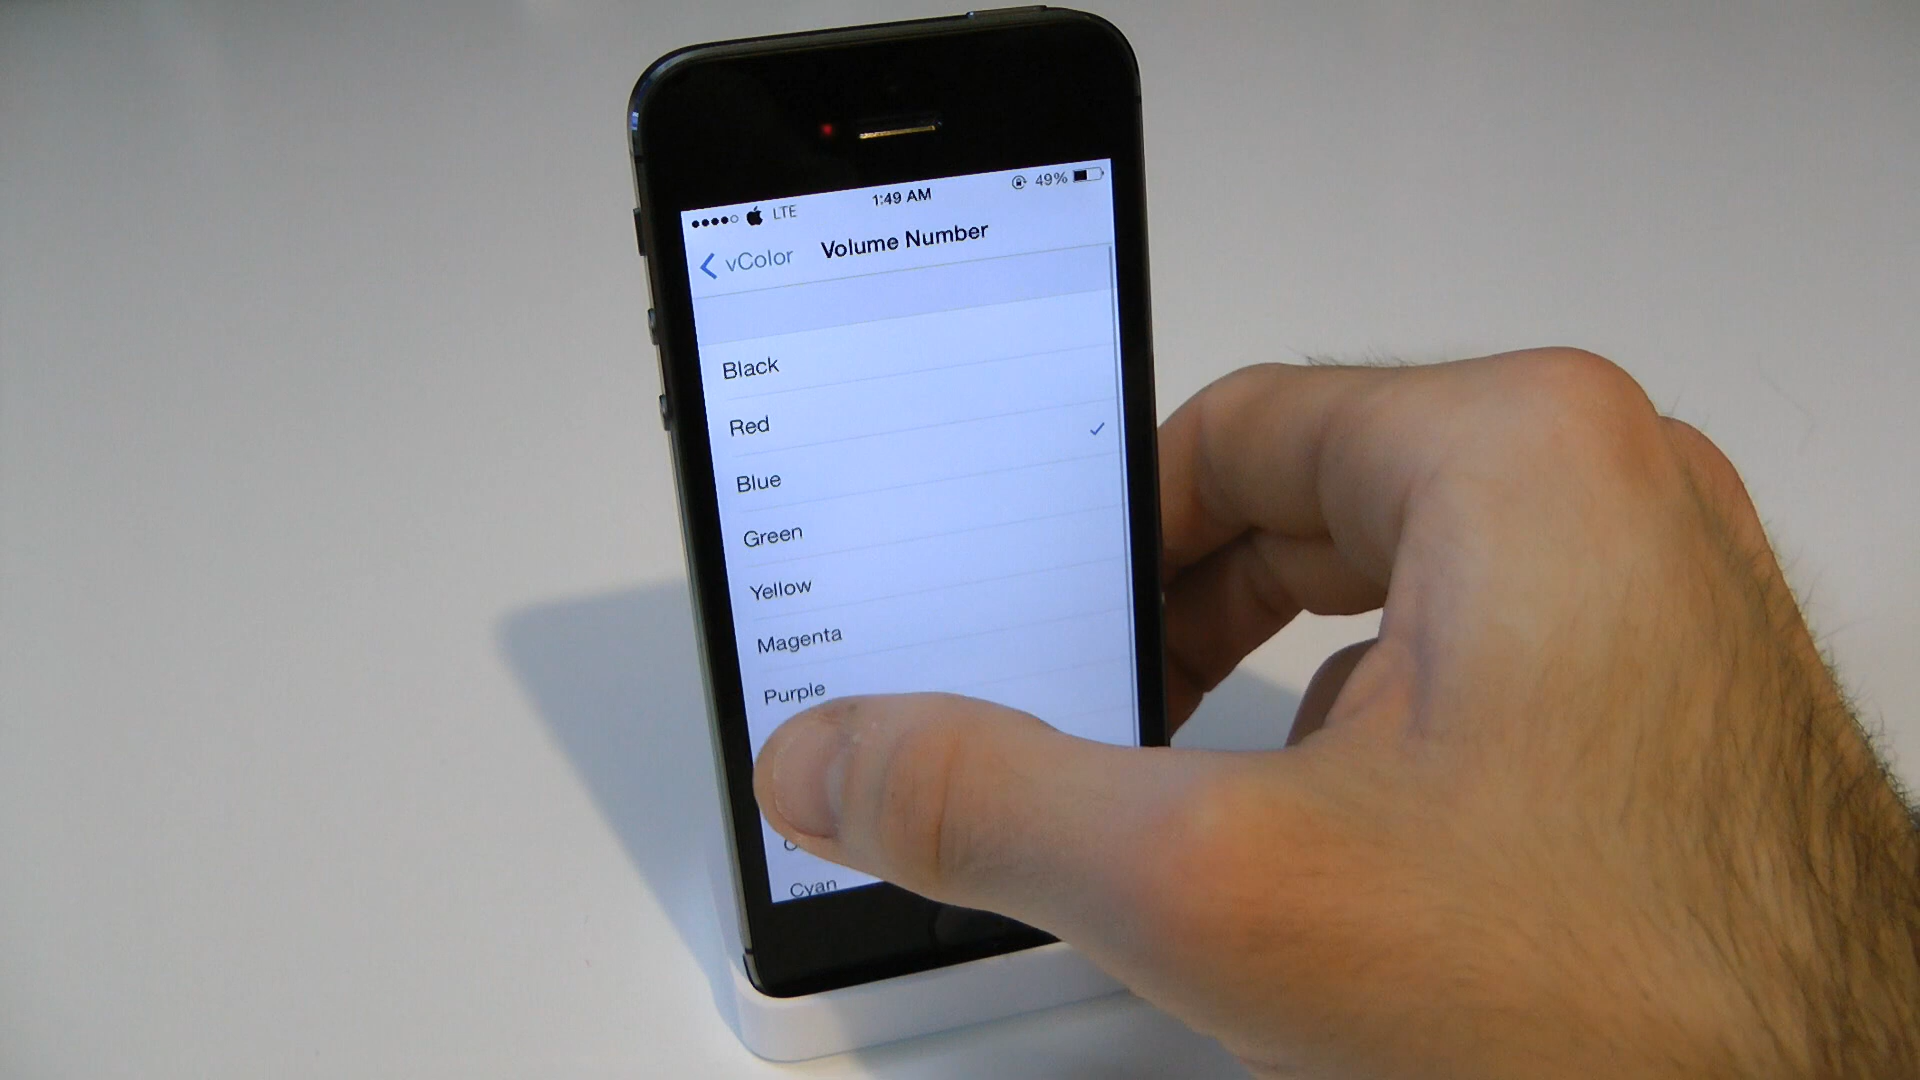 LTE 1:49 AM 49%
vColor Volume Number
Black
Red
Blue
Green
Yellow
Magenta
Purple
Cyan